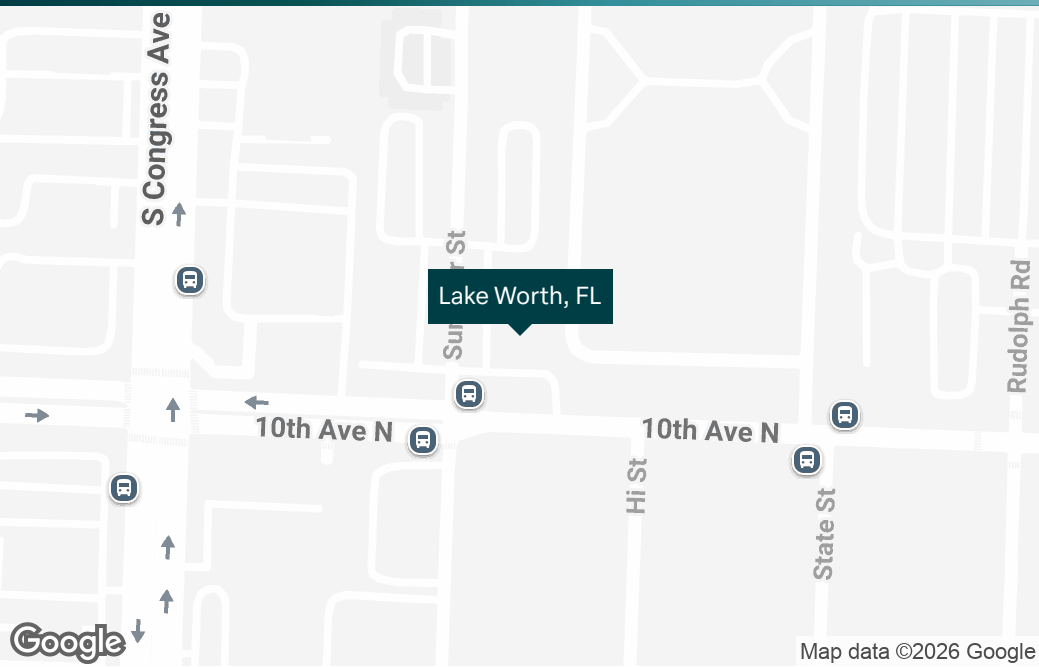 S Congress Ave
St
Lake Worth, FL
Rudolph Rd
10th Ave N
10th Ave N
Hi St
State St
Google
Map data ©2026 Google